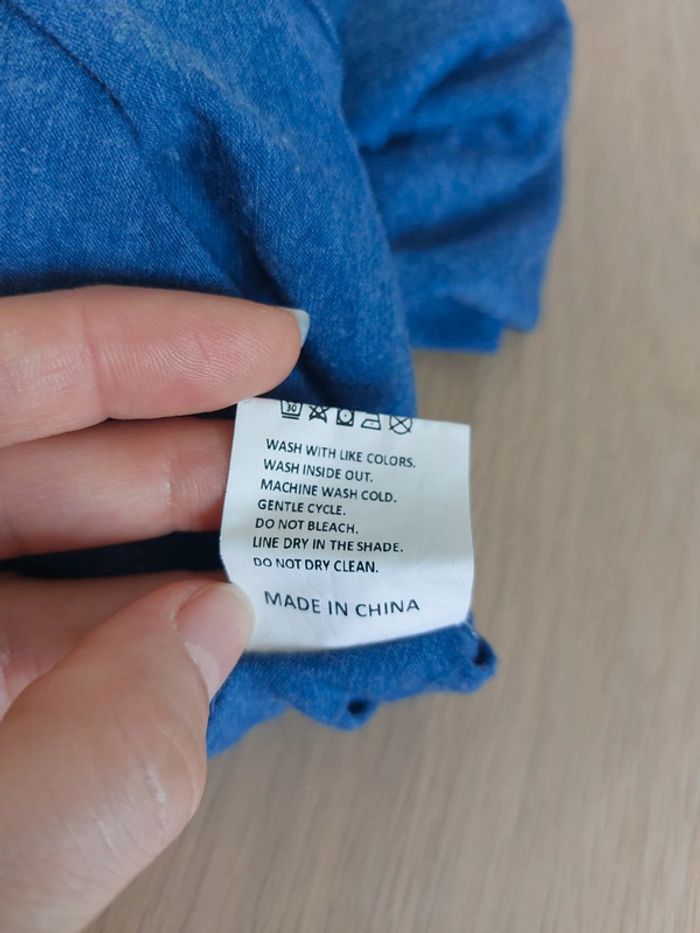 30
WASH WITH LIKE COLORS.
WASH INSIDE OUT.
MACHINE WASH COLD.
GENTLE CYCLE.
DO NOT BLEACH.
LINE DRY IN THE SHADE.
DO NOT DRY CLEAN.
MADE IN CHINA